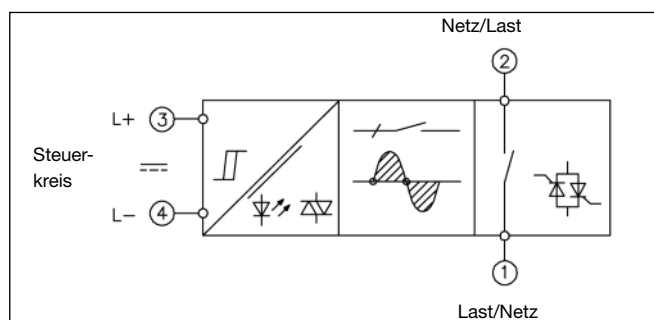 Netz/Last
2
L+ 3
Steuer-
kreis
L− 4
1
Last/Netz